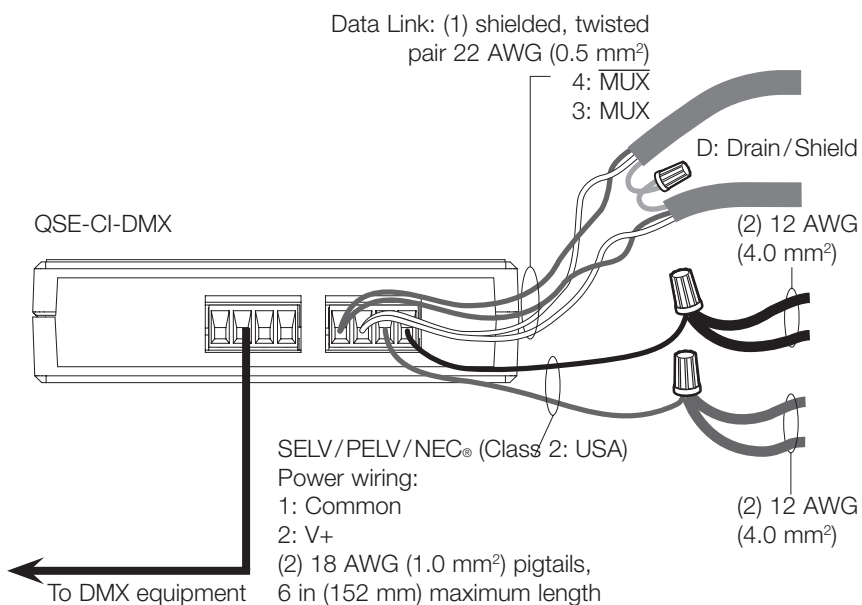 Data Link: (1) shielded, twisted
pair 22 AWG (0.5 mm²)
4: M̅U̅X̅
3: MUX
D: Drain/Shield
QSE-CI-DMX
(2) 12 AWG
(4.0 mm²)
SELV/PELV/NEC® (Class 2: USA)
Power wiring:
1: Common
2: V+
(2) 18 AWG (1.0 mm²) pigtails,
6 in (152 mm) maximum length
(2) 12 AWG
(4.0 mm²)
To DMX equipment